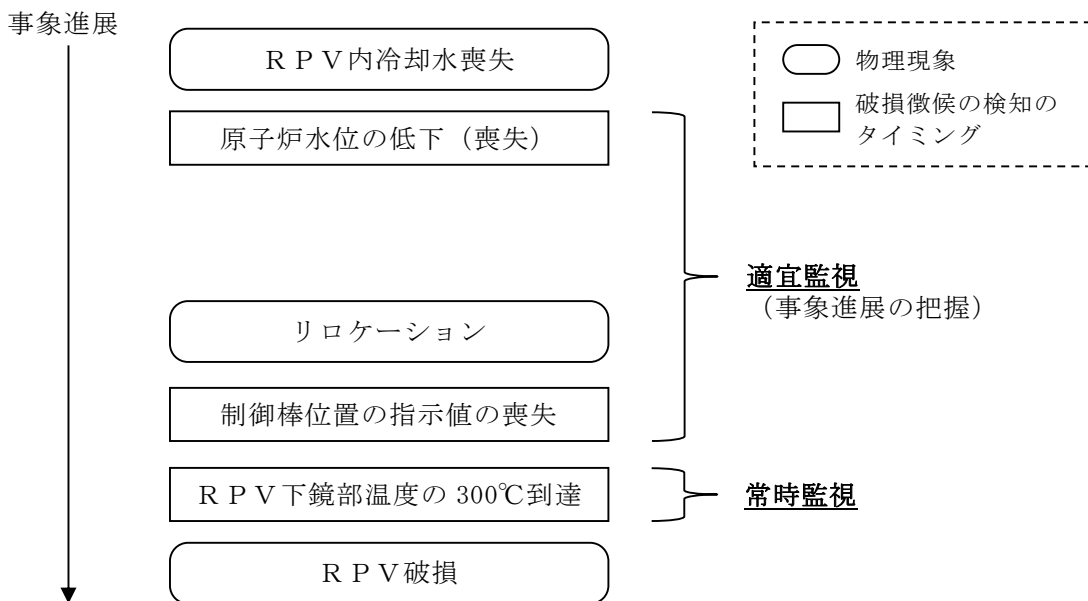 事象進展
RPV内冷却水喪失
原子炉水位の低下(喪失)
リロケーション
制御棒位置の指示値の喪失
RPV下鏡部温度の300℃到達
RPV破損
適宜監視
(事象進展の把握)
常時監視
物理現象
破損徴候の検知の
タイミング